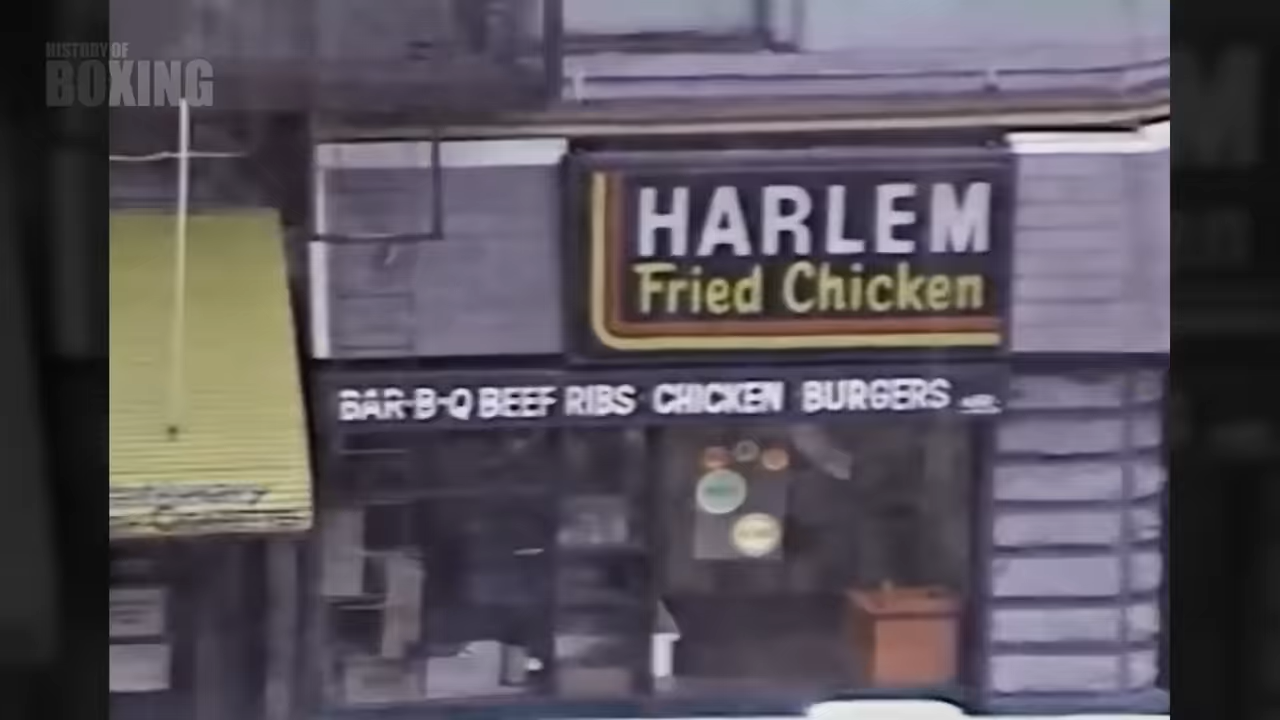 HISTORY OF
BOXING
HARLEM
Fried Chicken
BAR-B-Q BEEF RIBS CHICKEN BURGERS